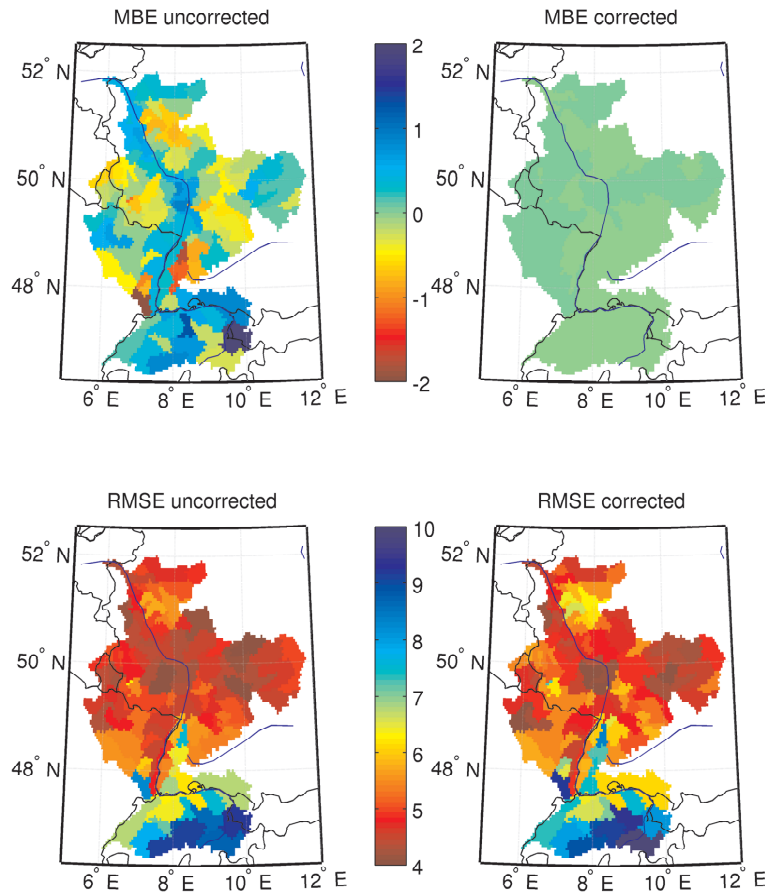 MBE uncorrected
MBE corrected
52° N
50° N
48° N
6° E
8° E
10° E
12° E
2
1
0
-1
-2
52° N
50° N
48° N
6° E
8° E
10° E
12° E
RMSE uncorrected
RMSE corrected
52° N
50° N
48° N
6° E
8° E
10° E
12° E
10
9
8
7
6
5
4
52° N
50° N
48° N
6° E
8° E
10° E
12° E